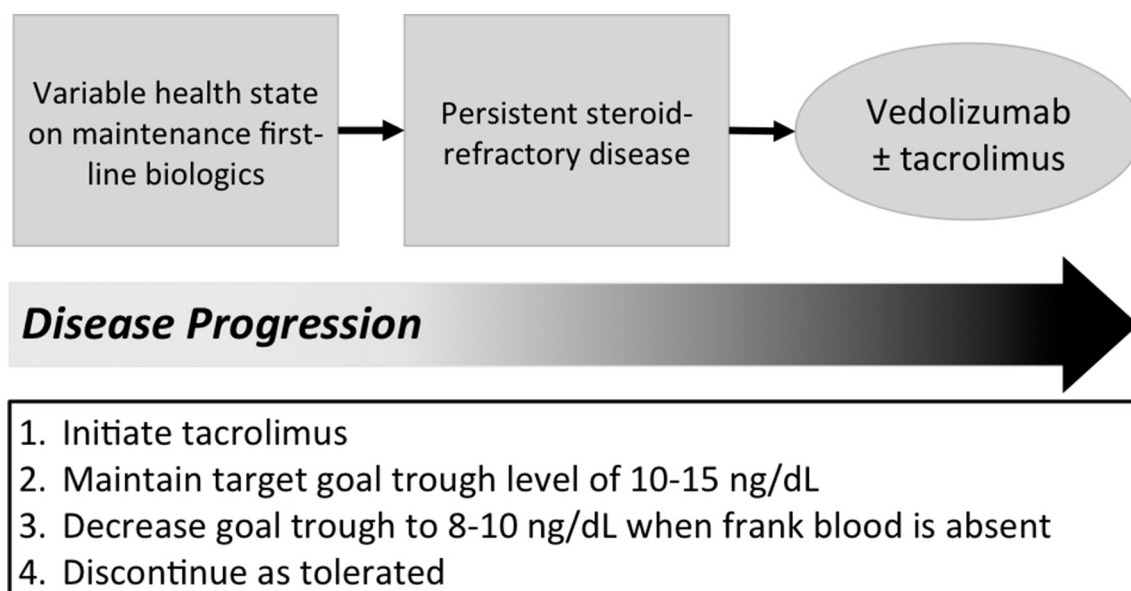 Variable health state
on maintenance first-
line biologics
Persistent steroid-
refractory disease
Vedolizumab
± tacrolimus
Disease Progression
1. Initiate tacrolimus
2. Maintain target goal trough level of 10-15 ng/dL
3. Decrease goal trough to 8-10 ng/dL when frank blood is absent
4. Discontinue as tolerated